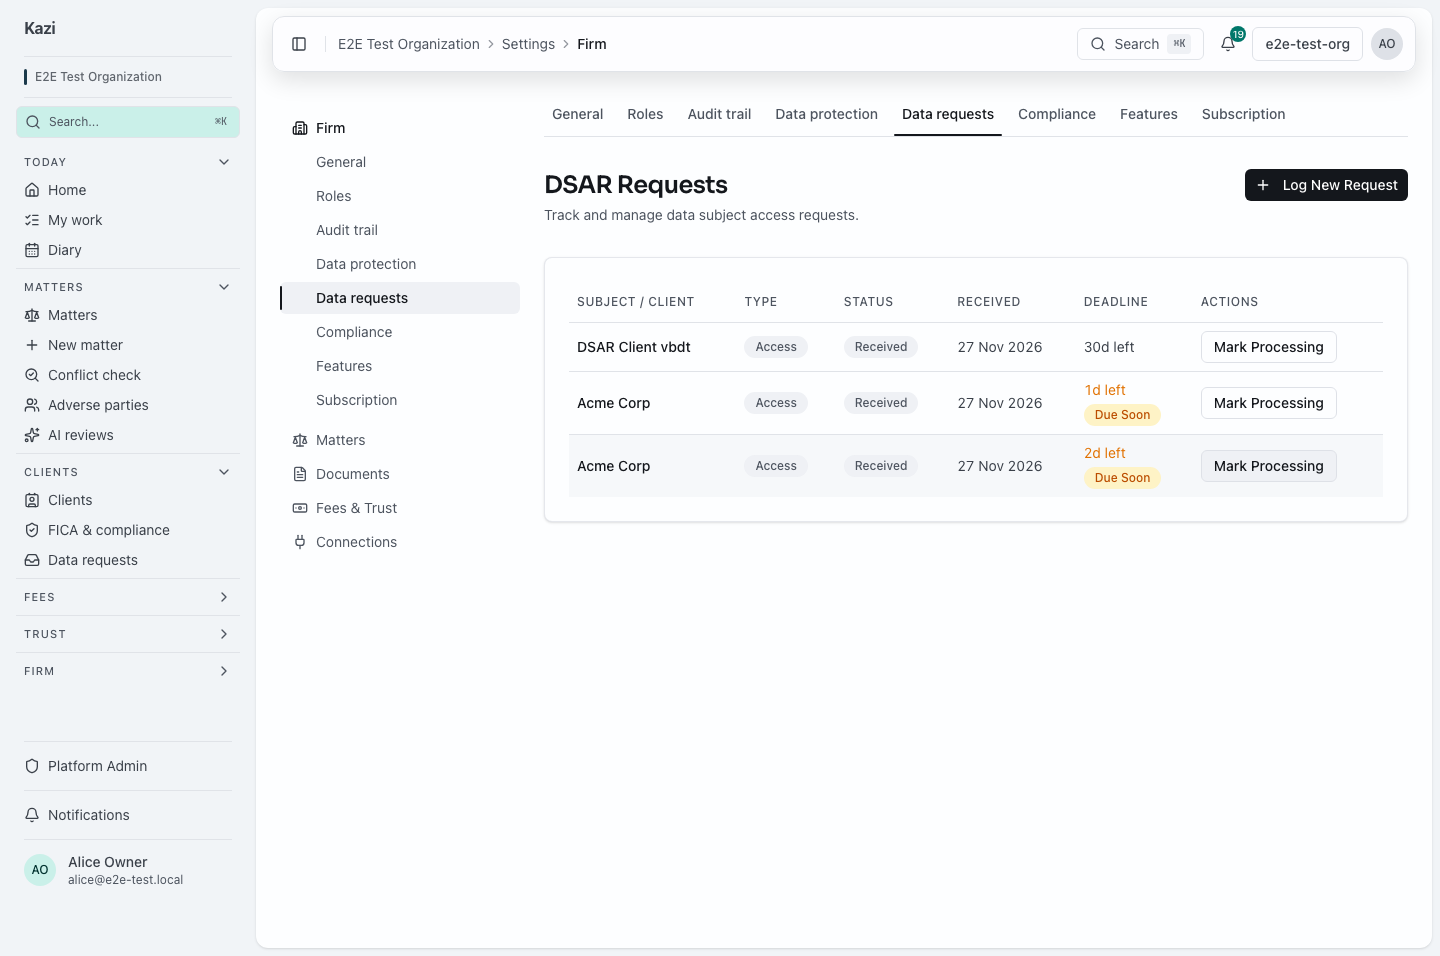 Kazi
E2E Test Organization
Search... ⌘K
TODAY
Home
My work
Diary
MATTERS
Matters
New matter
Conflict check
Adverse parties
AI reviews
CLIENTS
Clients
FICA & compliance
Data requests
FEES
TRUST
FIRM
Platform Admin
Notifications
AO
Alice Owner
alice@e2e-test.local
E2E Test Organization Settings Firm
Search ⌘K
19
e2e-test-org
AO
Firm
General
Roles
Audit trail
Data protection
Data requests
Compliance
Features
Subscription
Matters
Documents
Fees & Trust
Connections
General Roles Audit trail Data protection Data requests Compliance Features Subscription
DSAR Requests
Track and manage data subject access requests.
Log New Request
SUBJECT / CLIENT TYPE STATUS RECEIVED DEADLINE ACTIONS
DSAR Client vbdt Access Received 27 Nov 2026 30d left Mark Processing
Acme Corp Access Received 27 Nov 2026 1d left Due Soon Mark Processing
Acme Corp Access Received 27 Nov 2026 2d left Due Soon Mark Processing